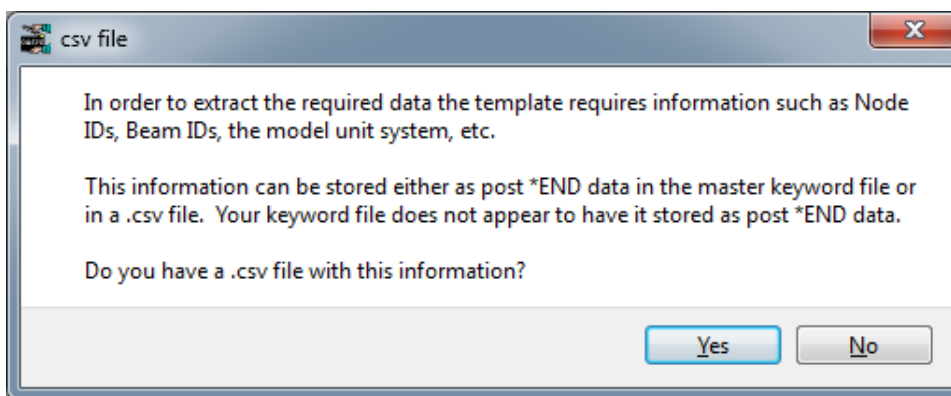 csv file
In order to extract the required data the template requires information such as Node
IDs, Beam IDs, the model unit system, etc.
This information can be stored either as post *END data in the master keyword file or
in a .csv file.  Your keyword file does not appear to have it stored as post *END data.
Do you have a .csv file with this information?
Yes No